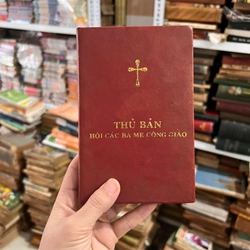 THỦ BẢN
HỘI CÁC BÀ MẸ CÔNG GIÁO